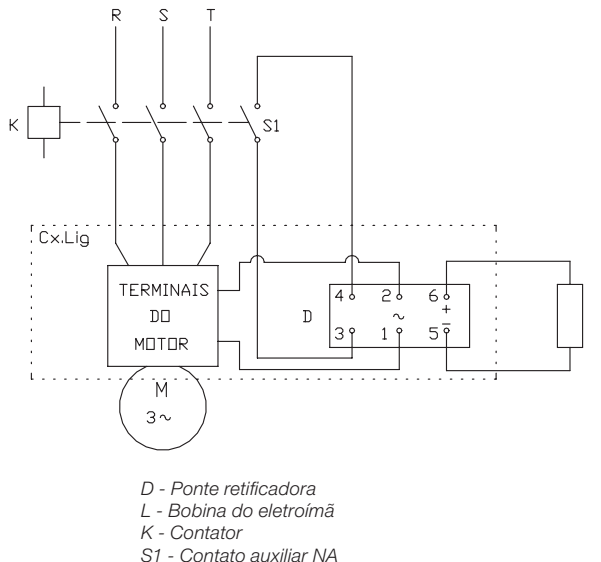 R S T
K
S1
Cx.Lig
TERMINAIS
DO
MOTOR
D
4 2 6
~ +
3 1 5 −
M
3~
D - Ponte retificadora
L - Bobina do eletroímã
K - Contator
S1 - Contato auxiliar NA